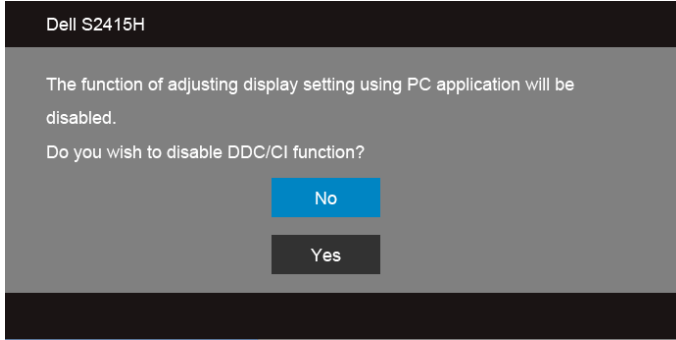 Dell S2415H
The function of adjusting display setting using PC application will be
disabled.
Do you wish to disable DDC/CI function?
No
Yes